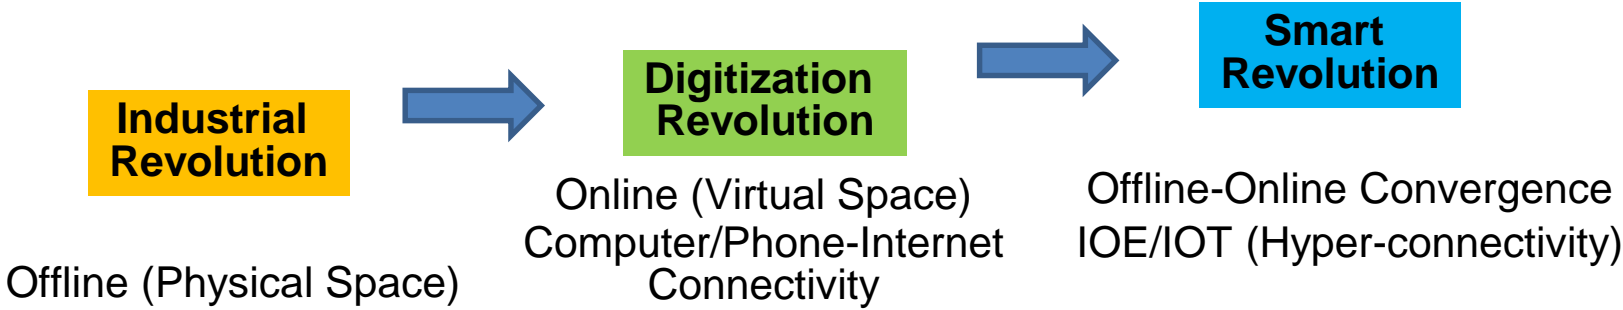 Industrial
Revolution
Offline (Physical Space)
Digitization
Revolution
Online (Virtual Space)
Computer/Phone-Internet
Connectivity
Smart
Revolution
Offline-Online Convergence
IOE/IOT (Hyper-connectivity)